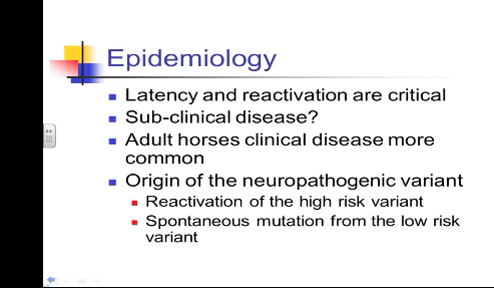 Epidemiology
Latency and reactivation are critical
Sub-clinical disease?
Adult horses clinical disease more
common
Origin of the neuropathogenic variant
Reactivation of the high risk variant
Spontaneous mutation from the low risk
variant